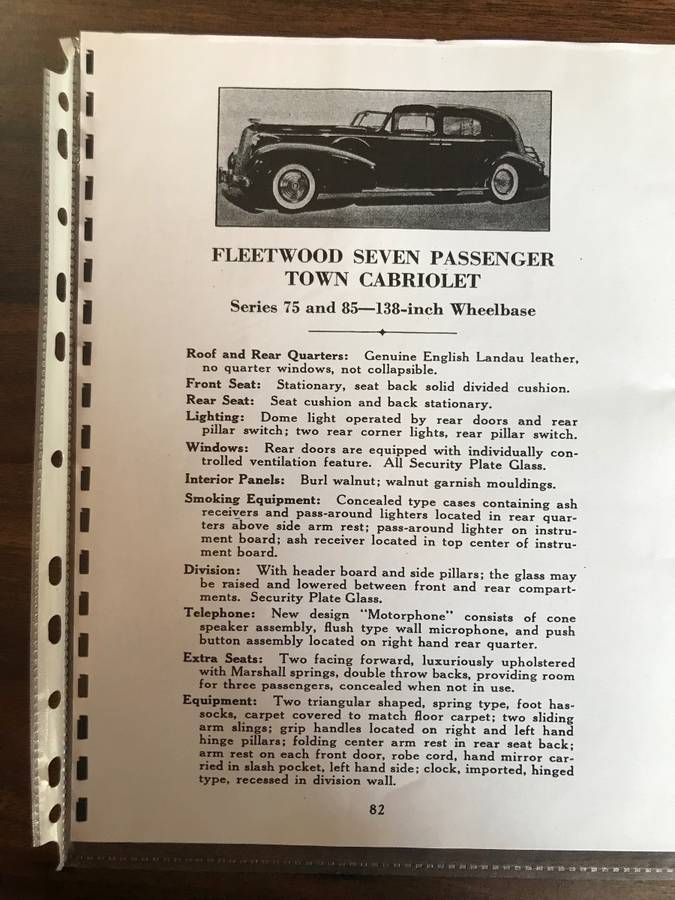 FLEETWOOD SEVEN PASSENGER
TOWN CABRIOLET
Series 75 and 85—138-inch Wheelbase
Roof and Rear Quarters: Genuine English Landau leather,
no quarter windows, not collapsible.
Front Seat: Stationary, seat back solid divided cushion.
Rear Seat: Seat cushion and back stationary.
Lighting: Dome light operated by rear doors and rear
pillar switch; two rear corner lights, rear pillar switch.
Windows: Rear doors are equipped with individually con-
trolled ventilation feature. All Security Plate Glass.
Interior Panels: Burl walnut; walnut garnish mouldings.
Smoking Equipment: Concealed type cases containing ash
receivers and pass-around lighters located in rear quar-
ters above side arm rest; pass-around lighter on instru-
ment board; ash receiver located in top center of instru-
ment board.
Division: With header board and side pillars; the glass may
be raised and lowered between front and rear compart-
ments. Security Plate Glass.
Telephone: New design "Motorphone" consists of cone
speaker assembly, flush type wall microphone, and push
button assembly located on right hand rear quarter.
Extra Seats: Two facing forward, luxuriously upholstered
with Marshall springs, double throw backs, providing room
for three passengers, concealed when not in use.
Equipment: Two triangular shaped, spring type, foot has-
socks, carpet covered to match floor carpet; two sliding
arm slings; grip handles located on right and left hand
hinge pillars; folding center arm rest in rear seat back;
arm rest on each front door, robe cord, hand mirror car-
ried in slash pocket, left hand side; clock, imported, hinged
type, recessed in division wall.
82